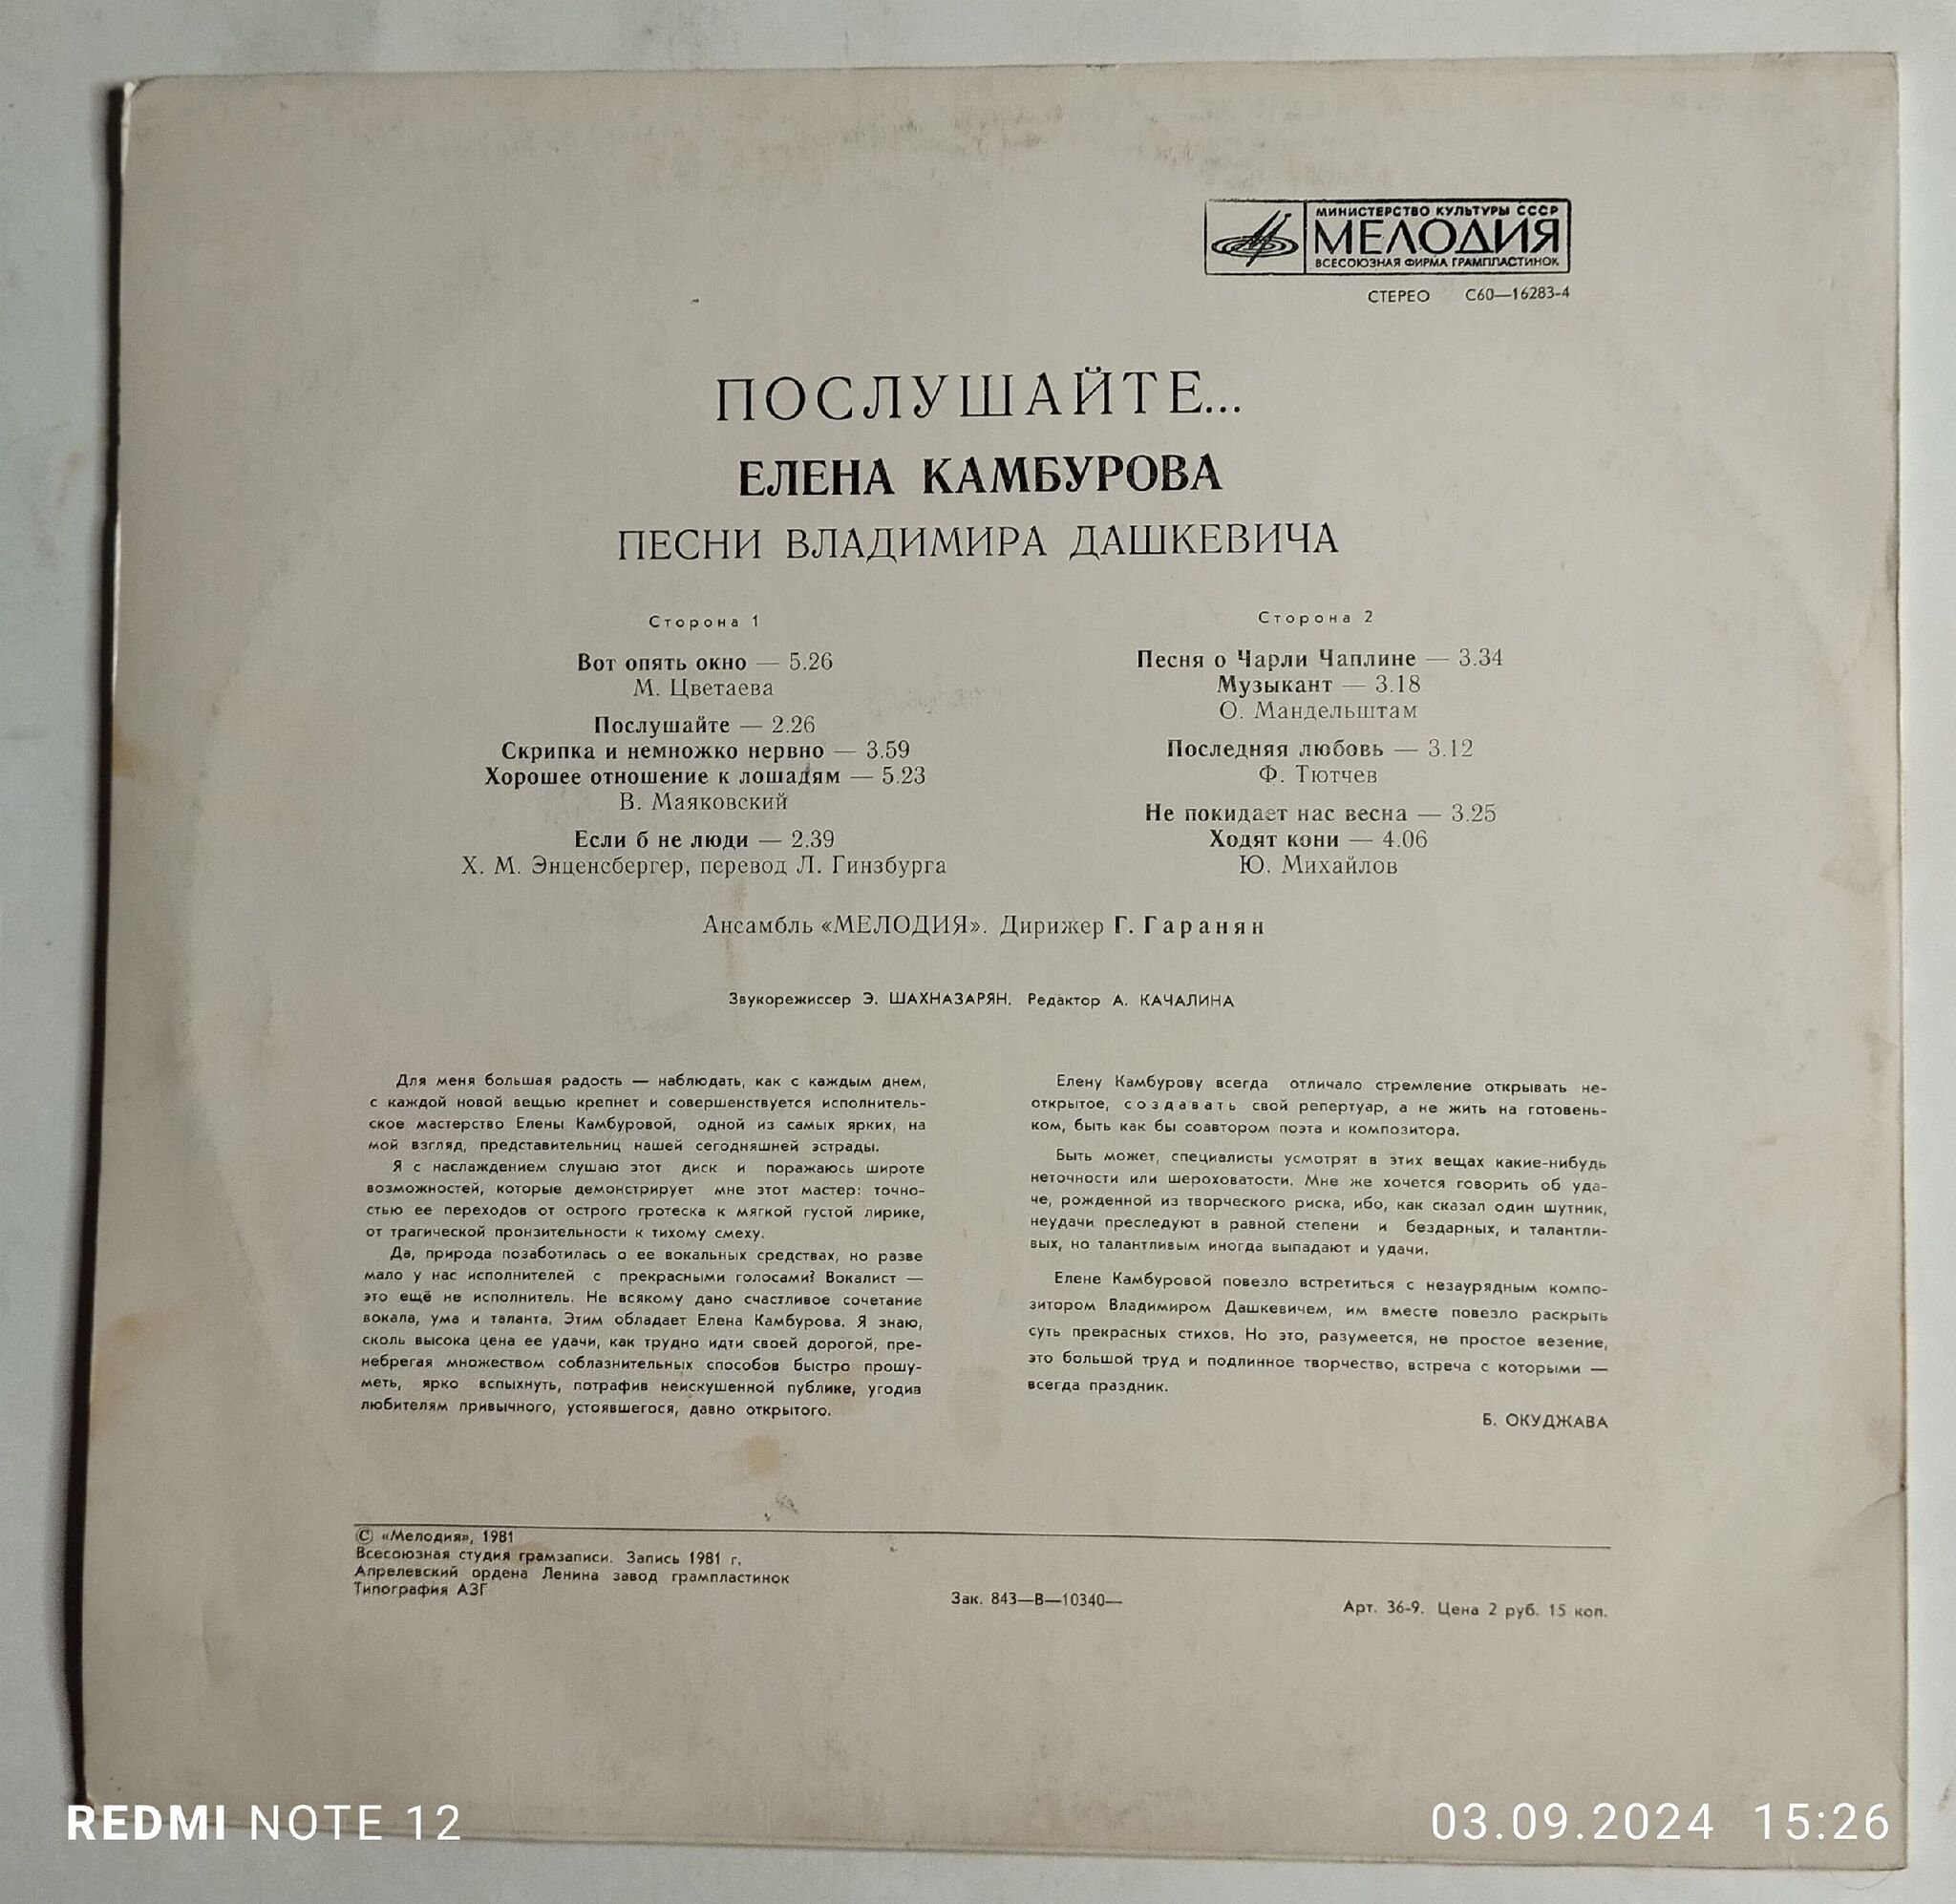 МИНИСТЕРСТВО КУЛЬТУРЫ СССР
МЕЛОДИЯ
ВСЕСОЮЗНАЯ ФИРМА ГРАМПЛАСТИНОК
СТЕРЕО С60—16283-4
ПОСЛУШАЙТЕ...
ЕЛЕНА КАМБУРОВА
ПЕСНИ ВЛАДИМИРА ДАШКЕВИЧА
Сторона 1
Вот опять окно — 5.26
М. Цветаева
Послушайте — 2.26
Скрипка и немножко нервно — 3.59
Хорошее отношение к лошадям — 5.23
В. Маяковский
Если б не люди — 2.39
Х. М. Энценсбергер, перевод Л. Гинзбурга
Сторона 2
Песня о Чарли Чаплине — 3.34
Музыкант — 3.18
О. Мандельштам
Последняя любовь — 3.12
Ф. Тютчев
Не покидает нас весна — 3.25
Ходят кони — 4.06
Ю. Михайлов
Ансамбль «МЕЛОДИЯ». Дирижер Г. Гаранян
Звукорежиссер Э. ШАХНАЗАРЯН. Редактор А. КАЧАЛИНА
Для меня большая радость — наблюдать, как с каждым днем,
с каждой новой вещью крепнет и совершенствуется исполнитель-
ское мастерство Елены Камбуровой, одной из самых ярких, на
мой взгляд, представительниц нашей сегодняшней эстрады.
Я с наслаждением слушаю этот диск и поражаюсь широте
возможностей, которые демонстрирует мне этот мастер: точно-
стью ее переходов от острого гротеска к мягкой густой лирике,
от трагической пронзительности к тихому смеху.
Да, природа позаботилась о ее вокальных средствах, но разве
мало у нас исполнителей с прекрасными голосами? Вокалист —
это ещё не исполнитель. Не всякому дано счастливое сочетание
вокала, ума и таланта. Этим обладает Елена Камбурова. Я знаю,
сколь высока цена ее удачи, как трудно идти своей дорогой, пре-
небрегая множеством соблазнительных способов быстро прошу-
меть, ярко вспыхнуть, потрафив неискушенной публике, угодив
любителям привычного, устоявшегося, давно открытого.
Елену Камбурову всегда отличало стремление открывать не-
открытое, создавать свой репертуар, а не жить на готовень-
ком, быть как бы соавтором поэта и композитора.
Быть может, специалисты усмотрят в этих вещах какие-нибудь
неточности или шероховатости. Мне же хочется говорить об уда-
че, рожденной из творческого риска, ибо, как сказал один шутник,
неудачи преследуют в равной степени и бездарных, и талантли-
вых, но талантливым иногда выпадают и удачи.
Елене Камбуровой повезло встретиться с незаурядным компо-
зитором Владимиром Дашкевичем, им вместе повезло раскрыть
суть прекрасных стихов. Но это, разумеется, не простое везение,
это большой труд и подлинное творчество, встреча с которыми —
всегда праздник.
Б. ОКУДЖАВА
© «Мелодия», 1981
Всесоюзная студия грамзаписи. Запись 1981 г.
Апрелевский ордена Ленина завод грампластинок
Типография АЗГ
Зак. 843—В—10340—
Арт. 36-9. Цена 2 руб. 15 коп.
REDMI NOTE 12
03.09.2024 15:26